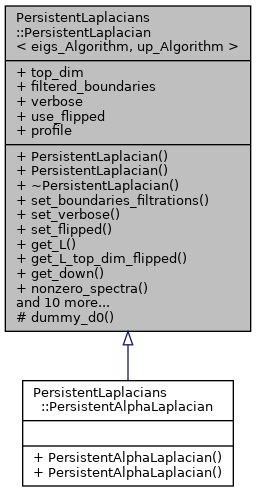 PersistentLaplacians
::PersistentLaplacian
< eigs_Algorithm, up_Algorithm >
+ top_dim
+ filtered_boundaries
+ verbose
+ use_flipped
+ profile
+ PersistentLaplacian()
+ PersistentLaplacian()
+ ~PersistentLaplacian()
+ set_boundaries_filtrations()
+ set_verbose()
+ set_flipped()
+ get_L()
+ get_L_top_dim_flipped()
+ get_down()
+ nonzero_spectra()
and 10 more...
# dummy_d0()
PersistentLaplacians
::PersistentAlphaLaplacian
+ PersistentAlphaLaplacian()
+ PersistentAlphaLaplacian()